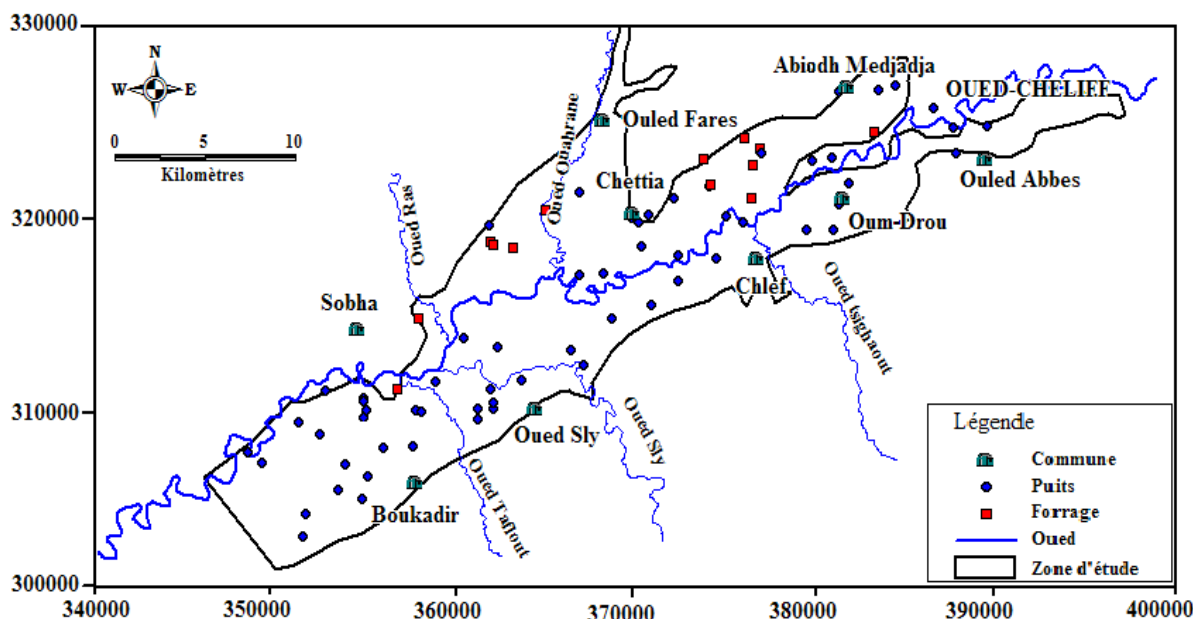 330000
N
W
E
S
0
5
10
Kilomètres
Abiodh Medjadja
OUED-CHELIFF
Ouled Fares
Oued-Ouahrane
Chettia
Ouled Abbes
320000
Oum-Drou
Oued Ras
Chlef
Sobha
Oued tsighaout
310000
Oued Sly
Oued Sly
Oued Taflout
Boukadir
Légende
Commune
Puits
Forrage
Oued
Zone d'étude
300000
340000
350000
360000
370000
380000
390000
400000